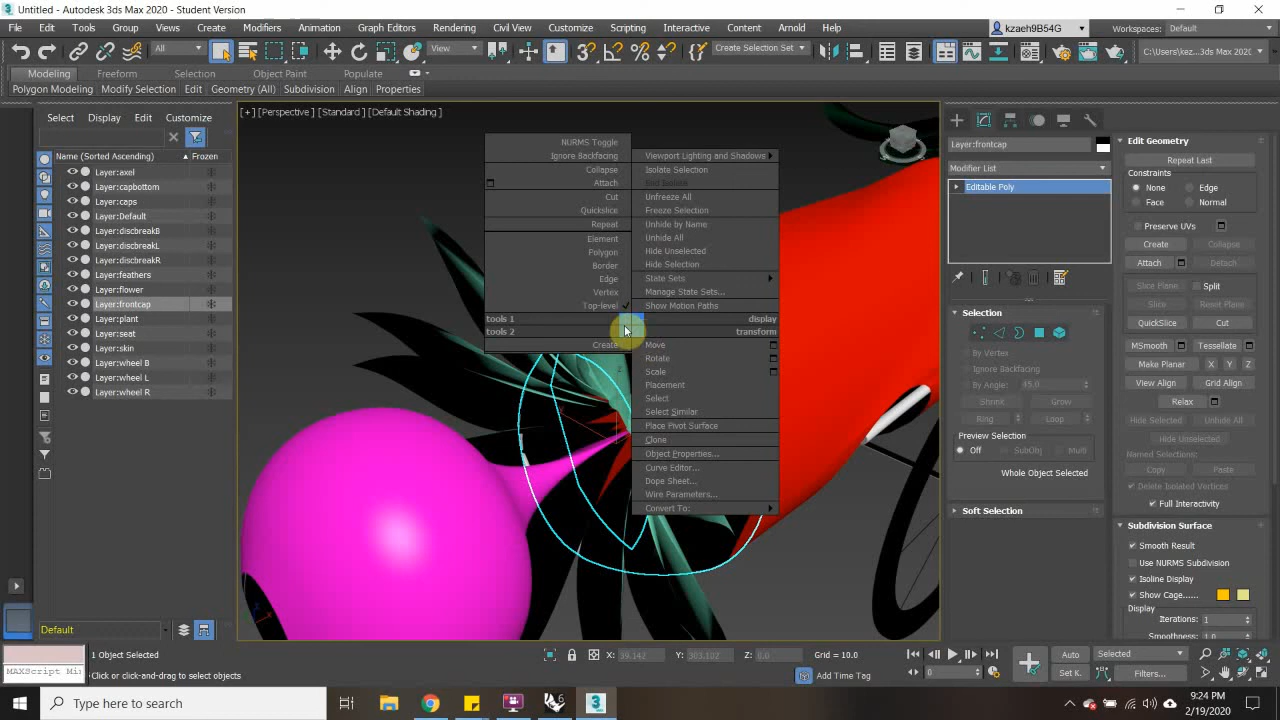 Untitled - Autodesk 3ds Max 2020 - Student Version
File Edit Tools Group Views Create Modifiers Animation Graph Editors Rendering Civil View Customize Scripting Interactive Content Arnold Help kzaeh9B54G Workspaces: Default
All View Create Selection Set C:\Users\kez...3ds Max 202
Modeling Freeform Selection Object Paint Populate
Polygon Modeling Modify Selection Edit Geometry (All) Subdivision Align Properties
Select Display Edit Customize
Name (Sorted Ascending) Frozen
Layer:axel
Layer:capbottom
Layer:caps
Layer:Default
Layer:discbreakB
Layer:discbreakL
Layer:discbreakR
Layer:feathers
Layer:flower
Layer:frontcap
Layer:plant
Layer:seat
Layer:skin
Layer:wheel B
Layer:wheel L
Layer:wheel R
Default
[+] [Perspective ] [Standard ] [Default Shading ]
NURMS Toggle
Ignore Backfacing
Collapse
Attach
Cut
Quickslice
Repeat
Element
Polygon
Border
Edge
Vertex
Top-level
tools 1
tools 2
Create
Viewport Lighting and Shadows
Isolate Selection
End Isolate
Unfreeze All
Freeze Selection
Unhide by Name
Unhide All
Hide Unselected
Hide Selection
State Sets
Manage State Sets...
Show Motion Paths
display
transform
Move
Rotate
Scale
Placement
Select
Select Similar
Place Pivot Surface
Clone
Object Properties...
Curve Editor...
Dope Sheet...
Wire Parameters...
Convert To:
Layer:frontcap
Modifier List
Editable Poly
Selection
By Vertex
Ignore Backfacing
By Angle: 45.0
Shrink Grow
Ring Loop
Preview Selection
Off SubObj Multi
Whole Object Selected
Soft Selection
Edit Geometry
Repeat Last
Constraints
None Edge
Face Normal
Preserve UVs
Create Collapse
Attach Detach
Slice Plane Split
Slice Reset Plane
QuickSlice Cut
MSmooth Tessellate
Make Planar X Y Z
View Align Grid Align
Relax
Hide Selected Unhide All
Hide Unselected
Named Selections:
Copy Paste
Delete Isolated Vertices
Full Interactivity
Subdivision Surface
Smooth Result
Use NURMS Subdivision
Isoline Display
Show Cage......
Display
Iterations: 1
Smoothness: 1.0
MAXScript Mi:
1 Object Selected
Click or click-and-drag to select objects
X: 39.142 Y: 303.102 Z: 0.0 Grid = 10.0
Add Time Tag
0
Auto Selected
Set K. Filters...
Type here to search
6
3
9:24 PM
2/19/2020